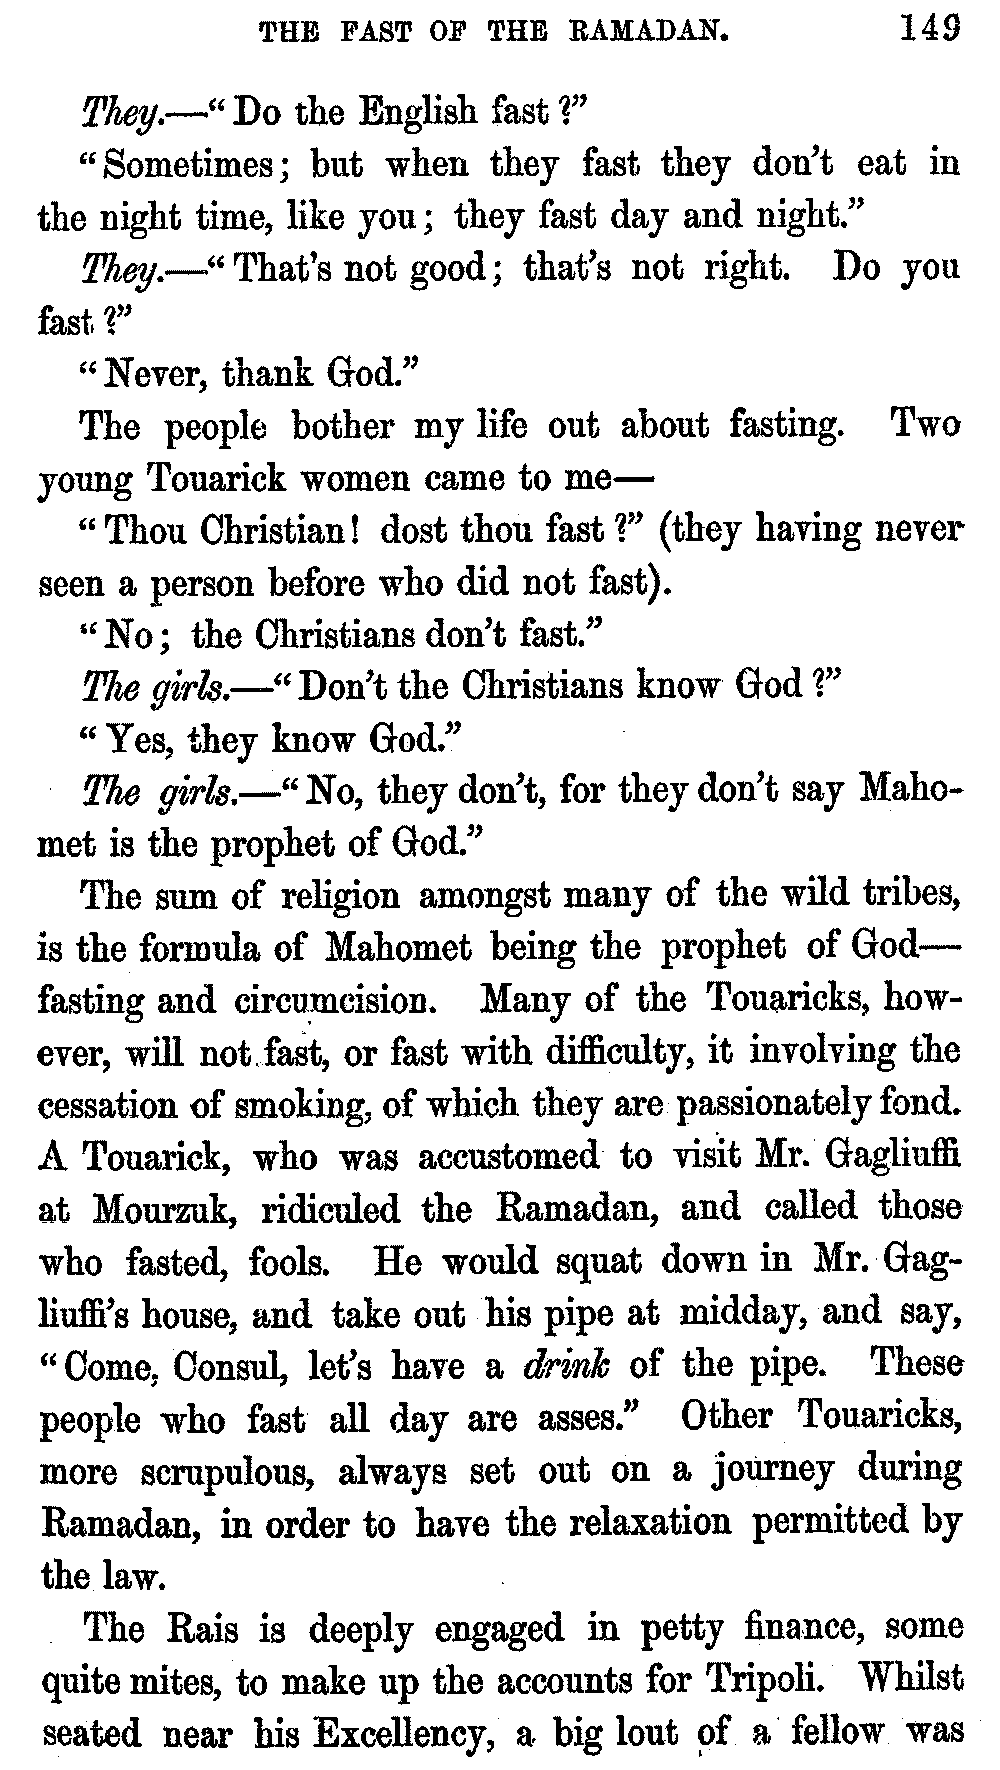 THE FAST OF THE RAMADAN. 149
They.—“Do the English fast?”
“Sometimes; but when they fast they don’t eat in
the night time, like you; they fast day and night.”
They.—“That’s not good; that’s not right. Do you
fast?”
“Never, thank God.”
The people bother my life out about fasting. Two
young Touarick women came to me—
“Thou Christian! dost thou fast?” (they having never
seen a person before who did not fast).
“No; the Christians don’t fast.”
The girls.—“Don’t the Christians know God?”
“Yes, they know God.”
The girls.—“No, they don’t, for they don’t say Maho-
met is the prophet of God.”
The sum of religion amongst many of the wild tribes,
is the formula of Mahomet being the prophet of God—
fasting and circumcision. Many of the Touaricks, how-
ever, will not fast, or fast with difficulty, it involving the
cessation of smoking, of which they are passionately fond.
A Touarick, who was accustomed to visit Mr. Gagliuffi
at Mourzuk, ridiculed the Ramadan, and called those
who fasted, fools. He would squat down in Mr. Gag-
liuffi’s house, and take out his pipe at midday, and say,
“Come, Consul, let’s have a drink of the pipe. These
people who fast all day are asses.” Other Touaricks,
more scrupulous, always set out on a journey during
Ramadan, in order to have the relaxation permitted by
the law.
The Rais is deeply engaged in petty finance, some
quite mites, to make up the accounts for Tripoli. Whilst
seated near his Excellency, a big lout of a fellow was